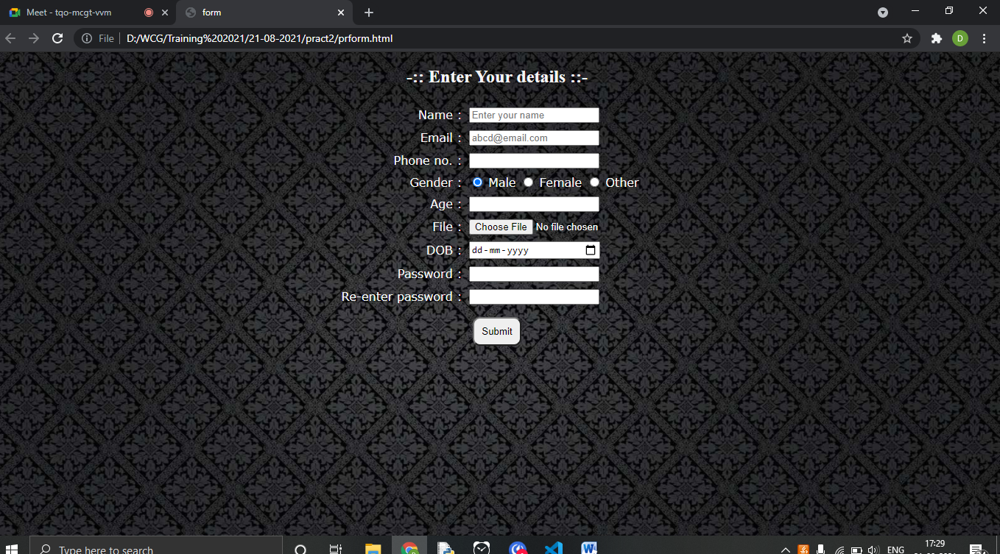 Meet - tqo-mcgt-vvm
form
File D:/WCG/Training%202021/21-08-2021/pract2/prform.html
D
-:: Enter Your details ::-
Name : Enter your name
Email : abcd@email.com
Phone no. :
Gender : Male Female Other
Age :
File : Choose File No file chosen
DOB : dd-mm-yyyy
Password :
Re-enter password :
Submit
Type here to search
ENG
17:29